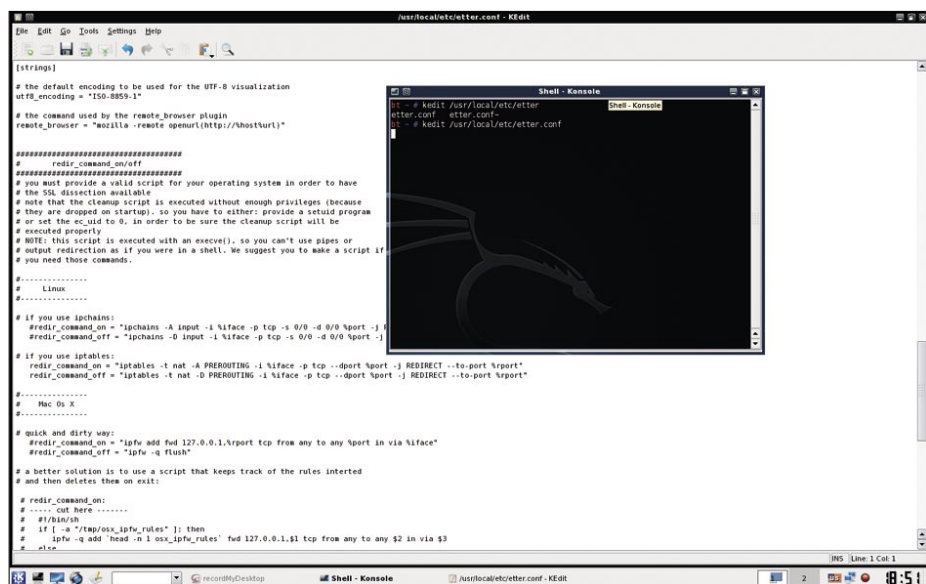 /usr/local/etc/etter.conf - KEdit
File Edit Go Tools Settings Help
[strings]
# the default encoding to be used for the UTF-8 visualization
utf8_encoding = "ISO-8859-1"
# the command used by the remote_browser plugin
remote_browser = "mozilla -remote openurl(http://%host%url)"
#####################################
# redir_command_on/off
#####################################
# you must provide a valid script for your operating system in order to have
# the SSL dissection available
# note that the cleanup script is executed without enough privileges (because
# they are dropped on startup). so you have to either: provide a setuid program
# or set the ec_uid to 0, in order to be sure the cleanup script will be
# executed properly
# NOTE: this script is executed with an execve(), so you can't use pipes or
# output redirection as if you were in a shell. We suggest you to make a script if
# you need those commands.
#---------------
# Linux
#---------------
# if you use ipchains:
#redir_command_on = "ipchains -A input -i %iface -p tcp -s 0/0 -d 0/0 %port -j
#redir_command_off = "ipchains -D input -i %iface -p tcp -s 0/0 -d 0/0 %port -j
# if you use iptables:
redir_command_on = "iptables -t nat -A PREROUTING -i %iface -p tcp --dport %port -j REDIRECT --to-port %rport"
redir_command_off = "iptables -t nat -D PREROUTING -i %iface -p tcp --dport %port -j REDIRECT --to-port %rport"
#---------------
# Mac Os X
#---------------
# quick and dirty way:
#redir_command_on = "ipfw add fwd 127.0.0.1,%rport tcp from any to any %port in via %iface"
#redir_command_off = "ipfw -q flush"
# a better solution is to use a script that keeps track of the rules interted
# and then deletes them on exit:
# redir_command_on:
# ----- cut here -------
# #!/bin/sh
# if [ -a "/tmp/osx_ipfw_rules" ]; then
# ipfw -q add `head -n 1 osx_ipfw_rules` fwd 127.0.0.1,$1 tcp from any to any $2 in via $3
# else
Shell - Konsole
bt ~ # kedit /usr/local/etc/etter
Shell - Konsole
etter.conf etter.conf~
bt ~ # kedit /usr/local/etc/etter.conf
INS Line: 1 Col: 1
recordMyDesktop
Shell - Konsole
/usr/local/etc/etter.conf - KEdit
2
18:51